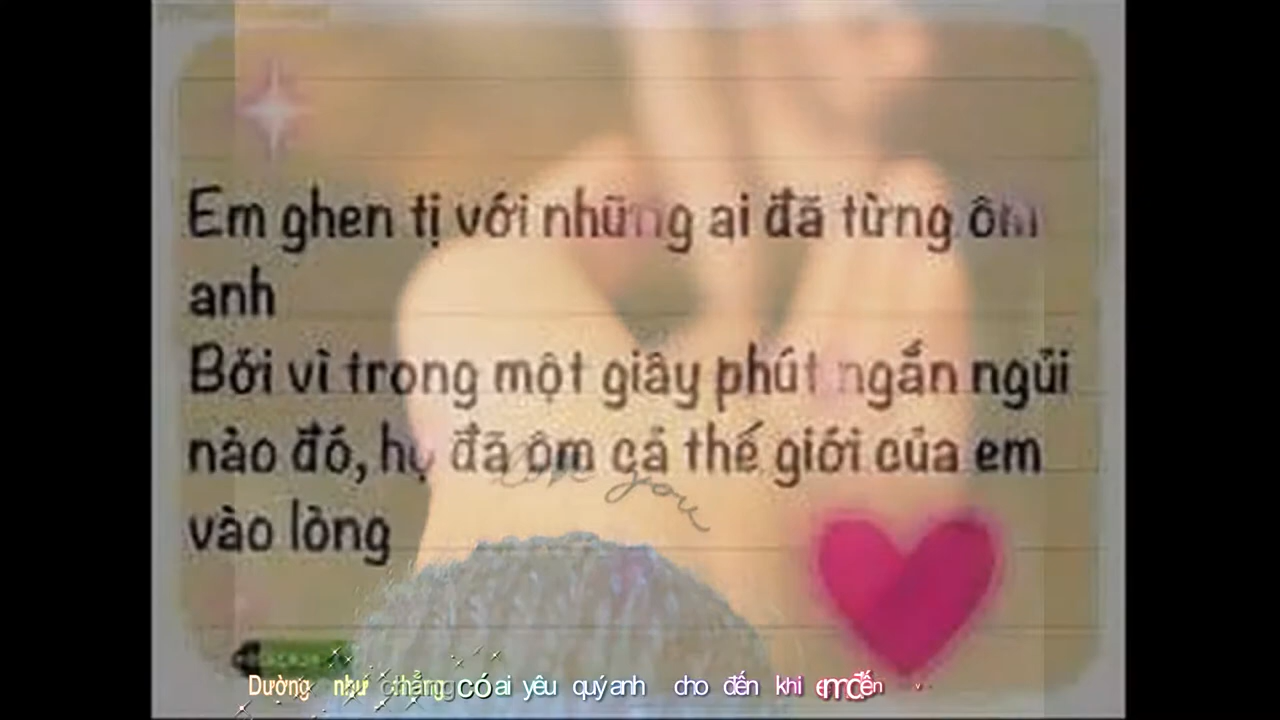 Em ghen tị với những ai đã từng ôm
anh
Bởi vì trong một giây phút ngắn ngủi
nào đó, họ đã ôm cả thế giới của em
vào lòng
love you
Dường như chẳng có ai yêu quý anh cho đến khi em đến